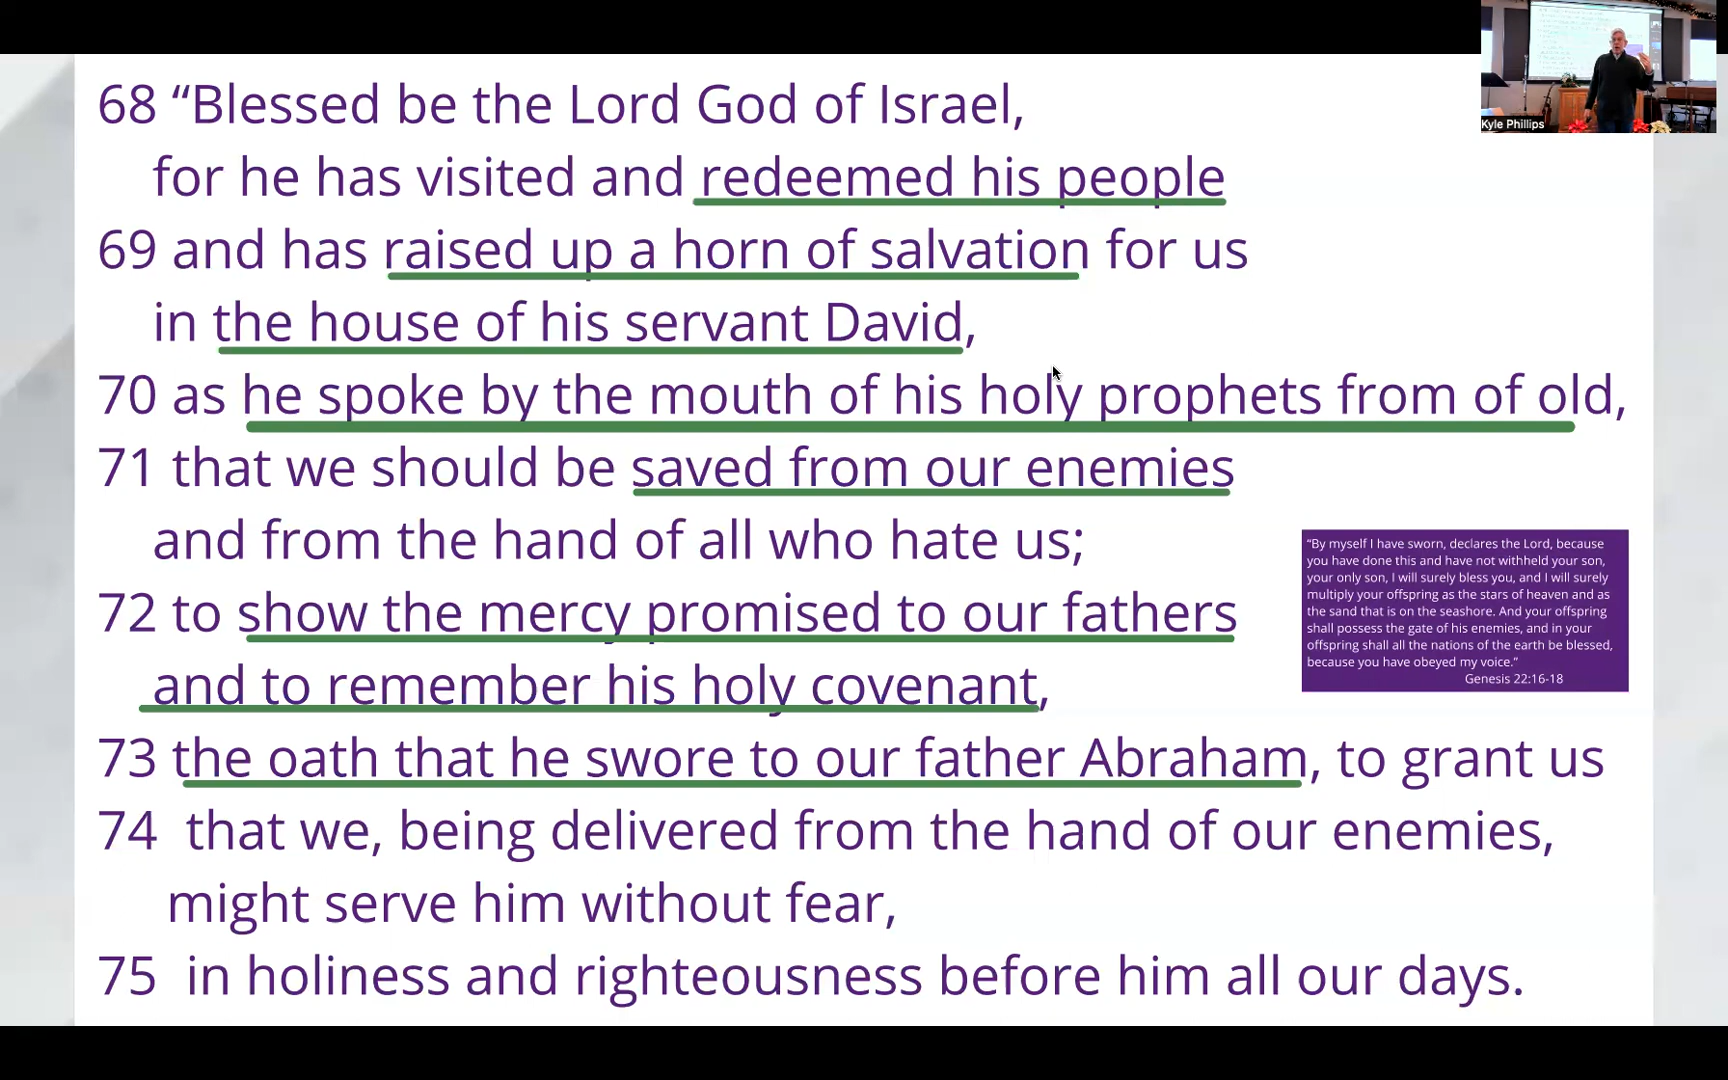 Kyle Phillips
68 “Blessed be the Lord God of Israel,
for he has visited and redeemed his people
69 and has raised up a horn of salvation for us
in the house of his servant David,
70 as he spoke by the mouth of his holy prophets from of old,
71 that we should be saved from our enemies
and from the hand of all who hate us;
72 to show the mercy promised to our fathers
and to remember his holy covenant,
73 the oath that he swore to our father Abraham, to grant us
74 that we, being delivered from the hand of our enemies,
might serve him without fear,
75 in holiness and righteousness before him all our days.
“By myself I have sworn, declares the Lord, because
you have done this and have not withheld your son,
your only son, I will surely bless you, and I will surely
multiply your offspring as the stars of heaven and as
the sand that is on the seashore. And your offspring
shall possess the gate of his enemies, and in your
offspring shall all the nations of the earth be blessed,
because you have obeyed my voice.”
Genesis 22:16-18